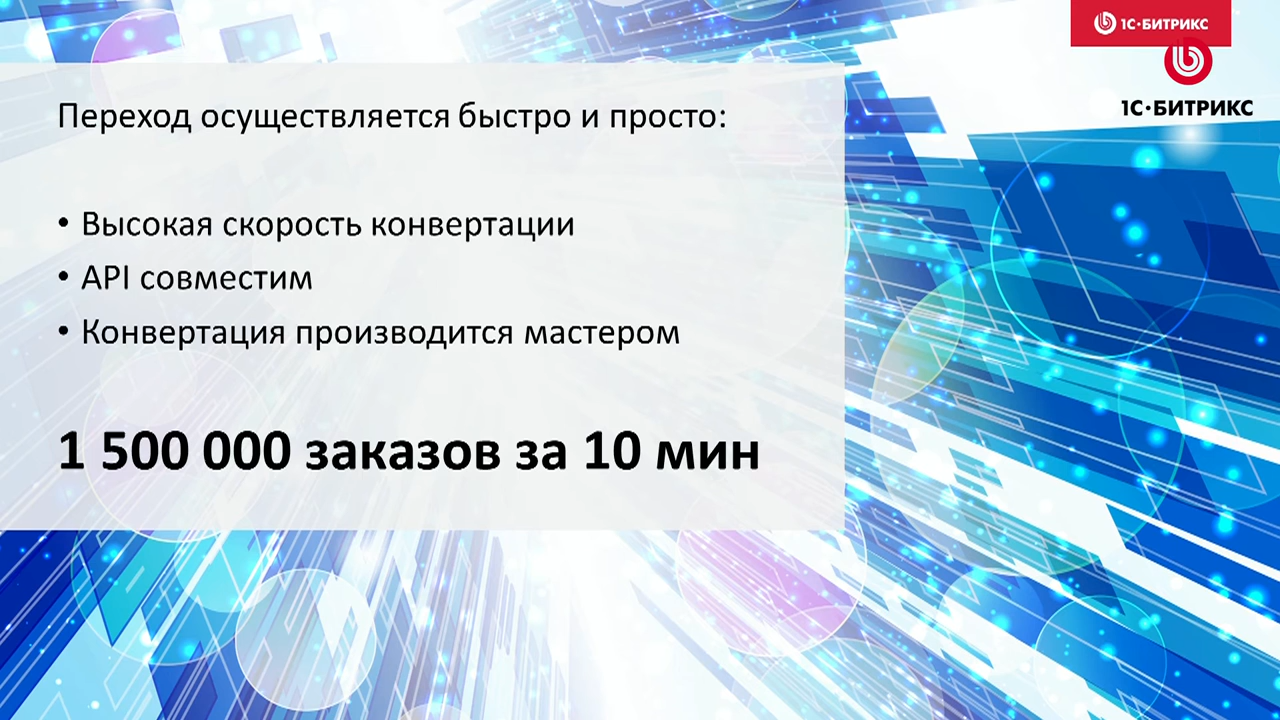 1С-БИТРИКС
1С·БИТРИКС
Переход осуществляется быстро и просто:
• Высокая скорость конвертации
• API совместим
• Конвертация производится мастером
1 500 000 заказов за 10 мин